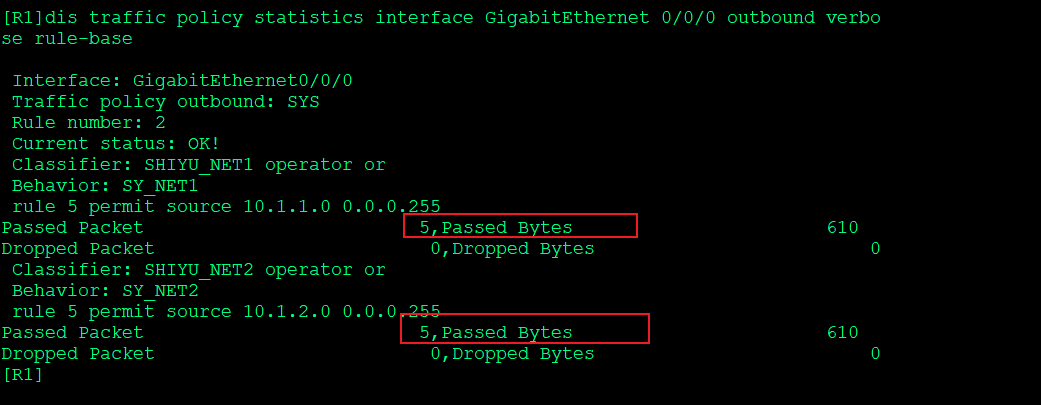 [R1]dis traffic policy statistics interface GigabitEthernet 0/0/0 outbound verbo
se rule-base
Interface: GigabitEthernet0/0/0
Traffic policy outbound: SYS
Rule number: 2
Current status: OK!
Classifier: SHIYU_NET1 operator or
Behavior: SY_NET1
rule 5 permit source 10.1.1.0 0.0.0.255
Passed Packet 5,Passed Bytes 610
Dropped Packet 0,Dropped Bytes 0
Classifier: SHIYU_NET2 operator or
Behavior: SY_NET2
rule 5 permit source 10.1.2.0 0.0.0.255
Passed Packet 5,Passed Bytes 610
Dropped Packet 0,Dropped Bytes 0
[R1]